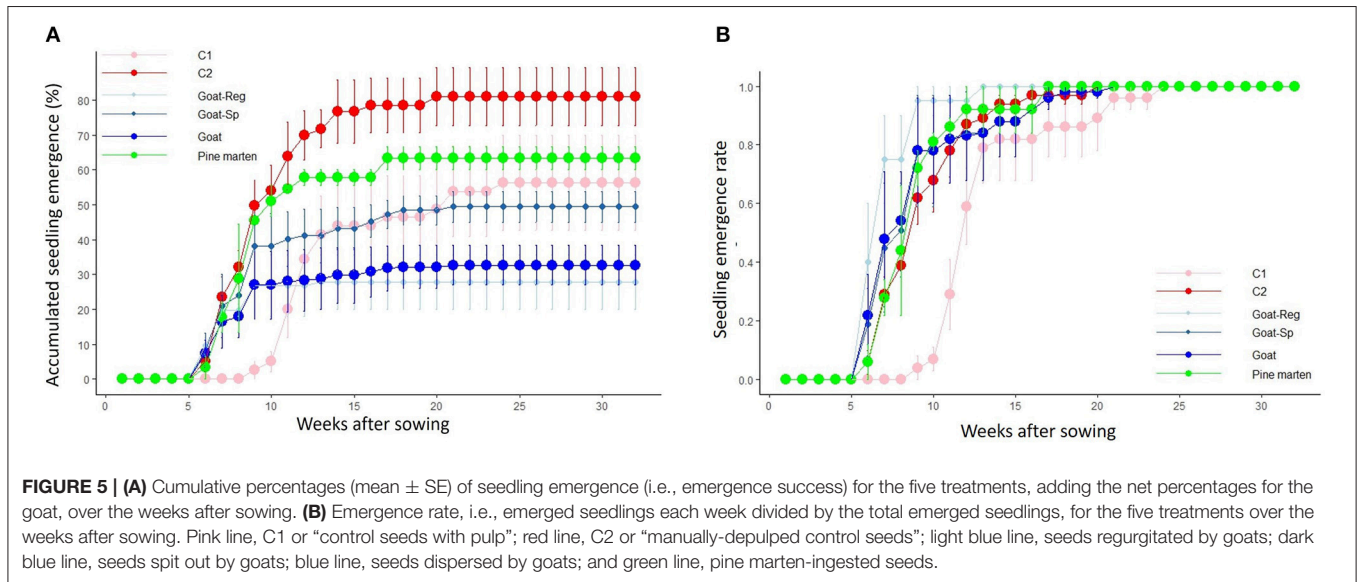 A
C1
C2
Goat-Reg
Goat-Sp
Goat
Pine marten
Accumulated seedling emergence (%)
80
70
60
50
40
30
20
10
0
0 5 10 15 20 25 30
Weeks after sowing
B
Seedling emergence rate
1.0
0.8
0.6
0.4
0.2
0.0
C1
C2
Goat-Reg
Goat-Sp
Goat
Pine marten
0 5 10 15 20 25 30
Weeks after sowing
FIGURE 5 | (A) Cumulative percentages (mean ± SE) of seedling emergence (i.e., emergence success) for the five treatments, adding the net percentages for the
goat, over the weeks after sowing. (B) Emergence rate, i.e., emerged seedlings each week divided by the total emerged seedlings, for the five treatments over the
weeks after sowing. Pink line, C1 or “control seeds with pulp”; red line, C2 or “manually-depulped control seeds”; light blue line, seeds regurgitated by goats; dark
blue line, seeds spit out by goats; blue line, seeds dispersed by goats; and green line, pine marten-ingested seeds.